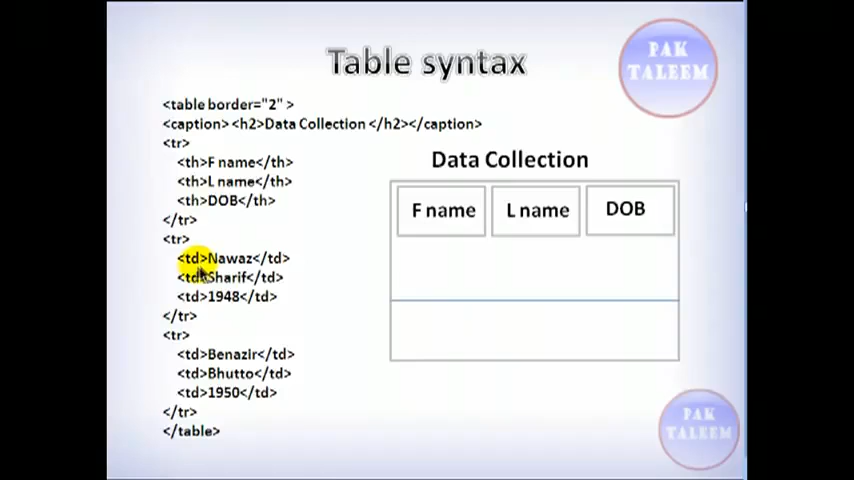 Table syntax
PAK
TALEEM
<table border="2" >
<caption> <h2>Data Collection </h2></caption>
<tr>
<th>F name</th>
<th>L name</th>
<th>DOB</th>
</tr>
<tr>
<td>Nawaz</td>
<td>Sharif</td>
<td>1948</td>
</tr>
<tr>
<td>Benazir</td>
<td>Bhutto</td>
<td>1950</td>
</tr>
</table>
Data Collection
F name L name DOB
PAK
TALEEM